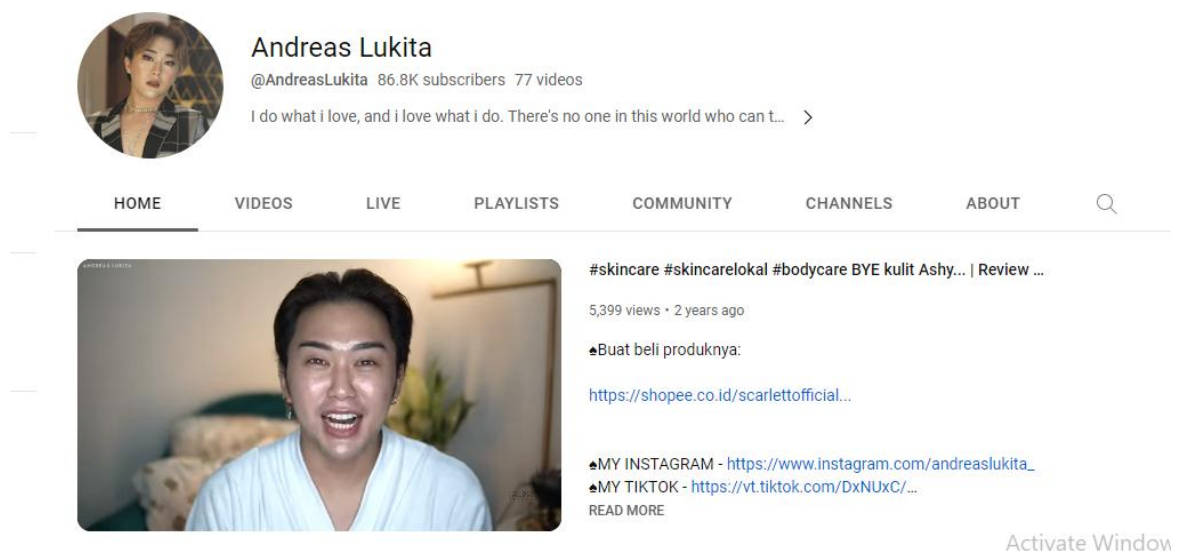 Andreas Lukita
@AndreasLukita 86.8K subscribers 77 videos
I do what i love, and i love what i do. There's no one in this world who can t...
HOME VIDEOS LIVE PLAYLISTS COMMUNITY CHANNELS ABOUT
ANDREAS LUKITA
#skincare #skincarelokal #bodycare BYE kulit Ashy... | Review ...
5,399 views • 2 years ago
♠Buat beli produknya:
https://shopee.co.id/scarlettofficial...
♠MY INSTAGRAM - https://www.instagram.com/andreaslukita_
♠MY TIKTOK - https://vt.tiktok.com/DxNUxC/...
READ MORE
Activate Window